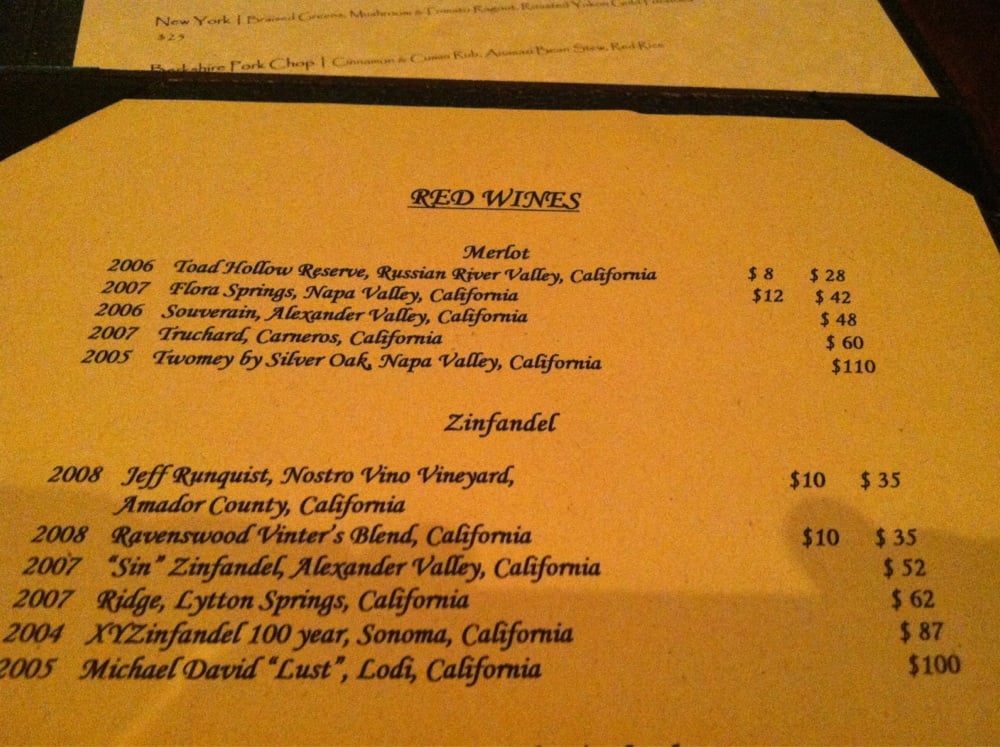 New York | Braised Greens, Mushroom & Tomato Ragout, Roasted Yukon Gold Potatoes
$25
Berkshire Pork Chop | Cinnamon & Cumin Rub, Anasazi Bean Stew, Red Rice
RED WINES
Merlot
2006 Toad Hollow Reserve, Russian River Valley, California $8 $28
2007 Flora Springs, Napa Valley, California $12 $42
2006 Souverain, Alexander Valley, California $48
2007 Truchard, Carneros, California $60
2005 Twomey by Silver Oak, Napa Valley, California $110
Zinfandel
2008 Jeff Runquist, Nostro Vino Vineyard, $10 $35
Amador County, California
2008 Ravenswood Vinter's Blend, California $10 $35
2007 "Sin" Zinfandel, Alexander Valley, California $52
2007 Ridge, Lytton Springs, California $62
2004 XYZinfandel 100 year, Sonoma, California $87
2005 Michael David "Lust", Lodi, California $100